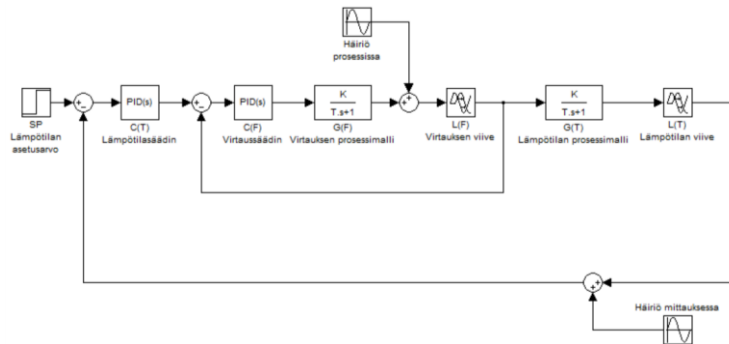 Häiriö
prosessissa
PID(s)
PID(s)
K
T.s+1
K
T.s+1
SP
Lämpötilan
asetusarvo
C(T)
Lämpötilasäädin
C(F)
Virtaussäädin
G(F)
Virtauksen prosessimalli
L(F)
Virtauksen viive
G(T)
Lämpötilan prosessimalli
L(T)
Lämpötilan viive
Häiriö mittauksessa